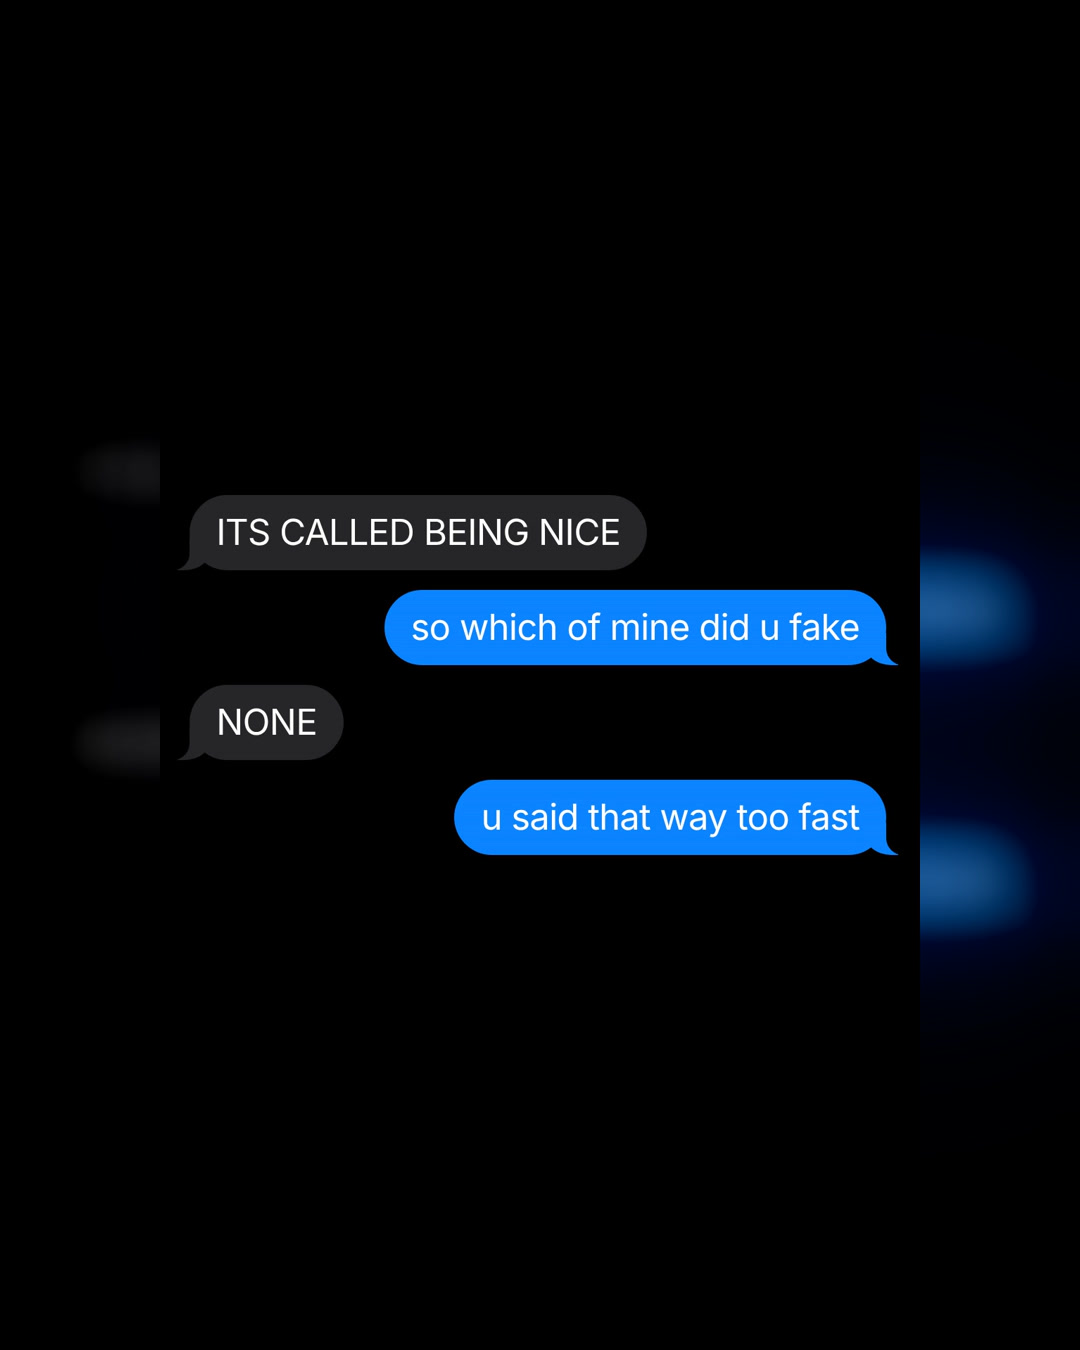 ITS CALLED BEING NICE
so which of mine did u fake
NONE
u said that way too fast